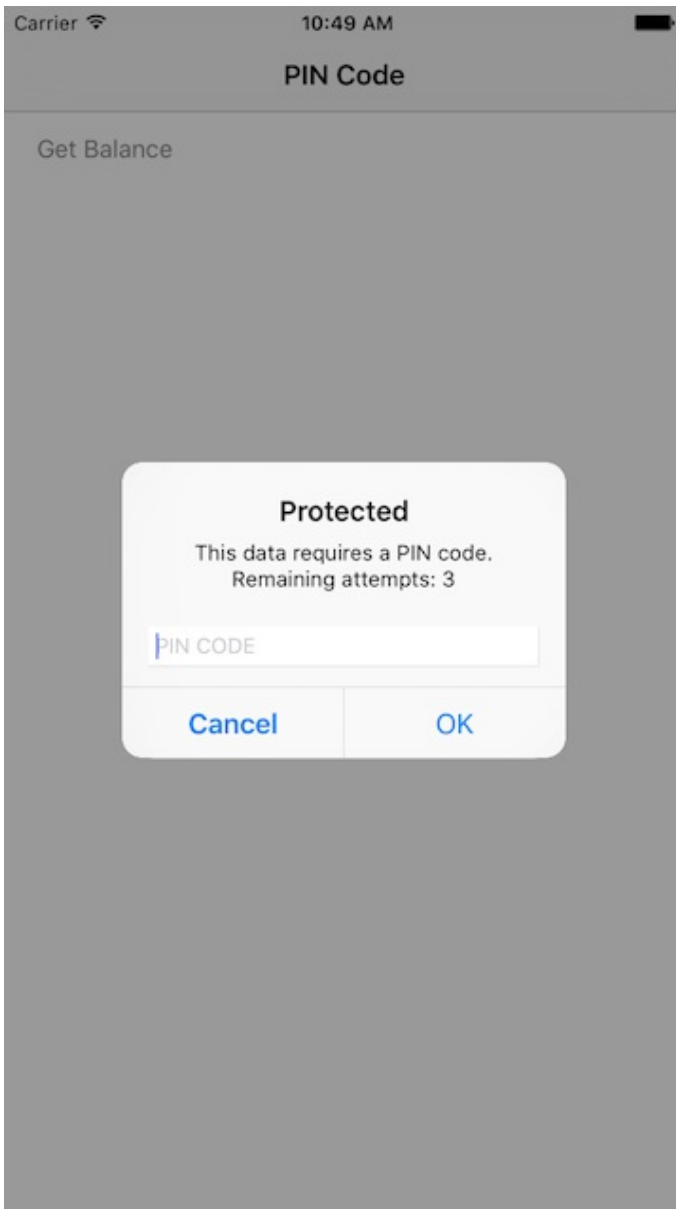 Carrier 10:49 AM
PIN Code
Get Balance
Protected
This data requires a PIN code.
Remaining attempts: 3
PIN CODE
Cancel OK